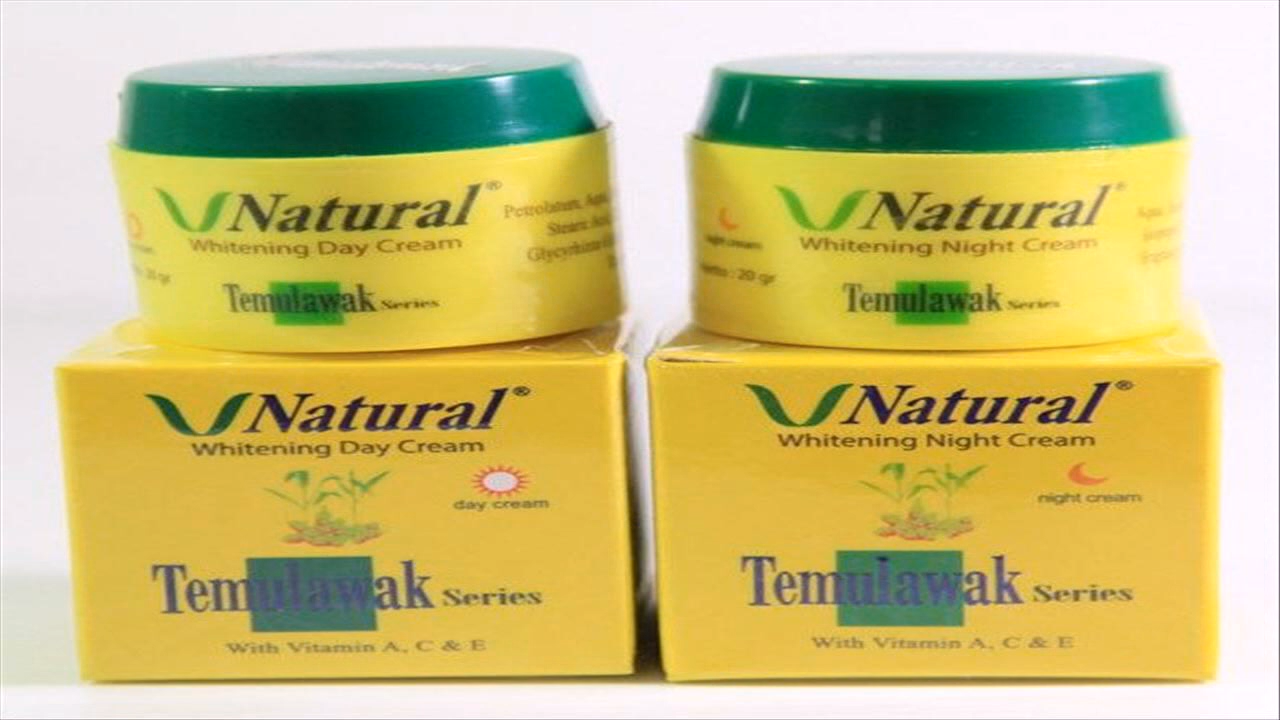 VNatural®
Whitening Day Cream
Temulawak Series
Petrolatum,
Stearic
VNatural®
Whitening Night Cream
Temulawak Series
night cream
: 20 gr
VNatural®
Whitening Day Cream
day cream
Temulawak Series
With Vitamin A, C & E
VNatural®
Whitening Night Cream
night cream
Temulawak Series
With Vitamin A, C & E